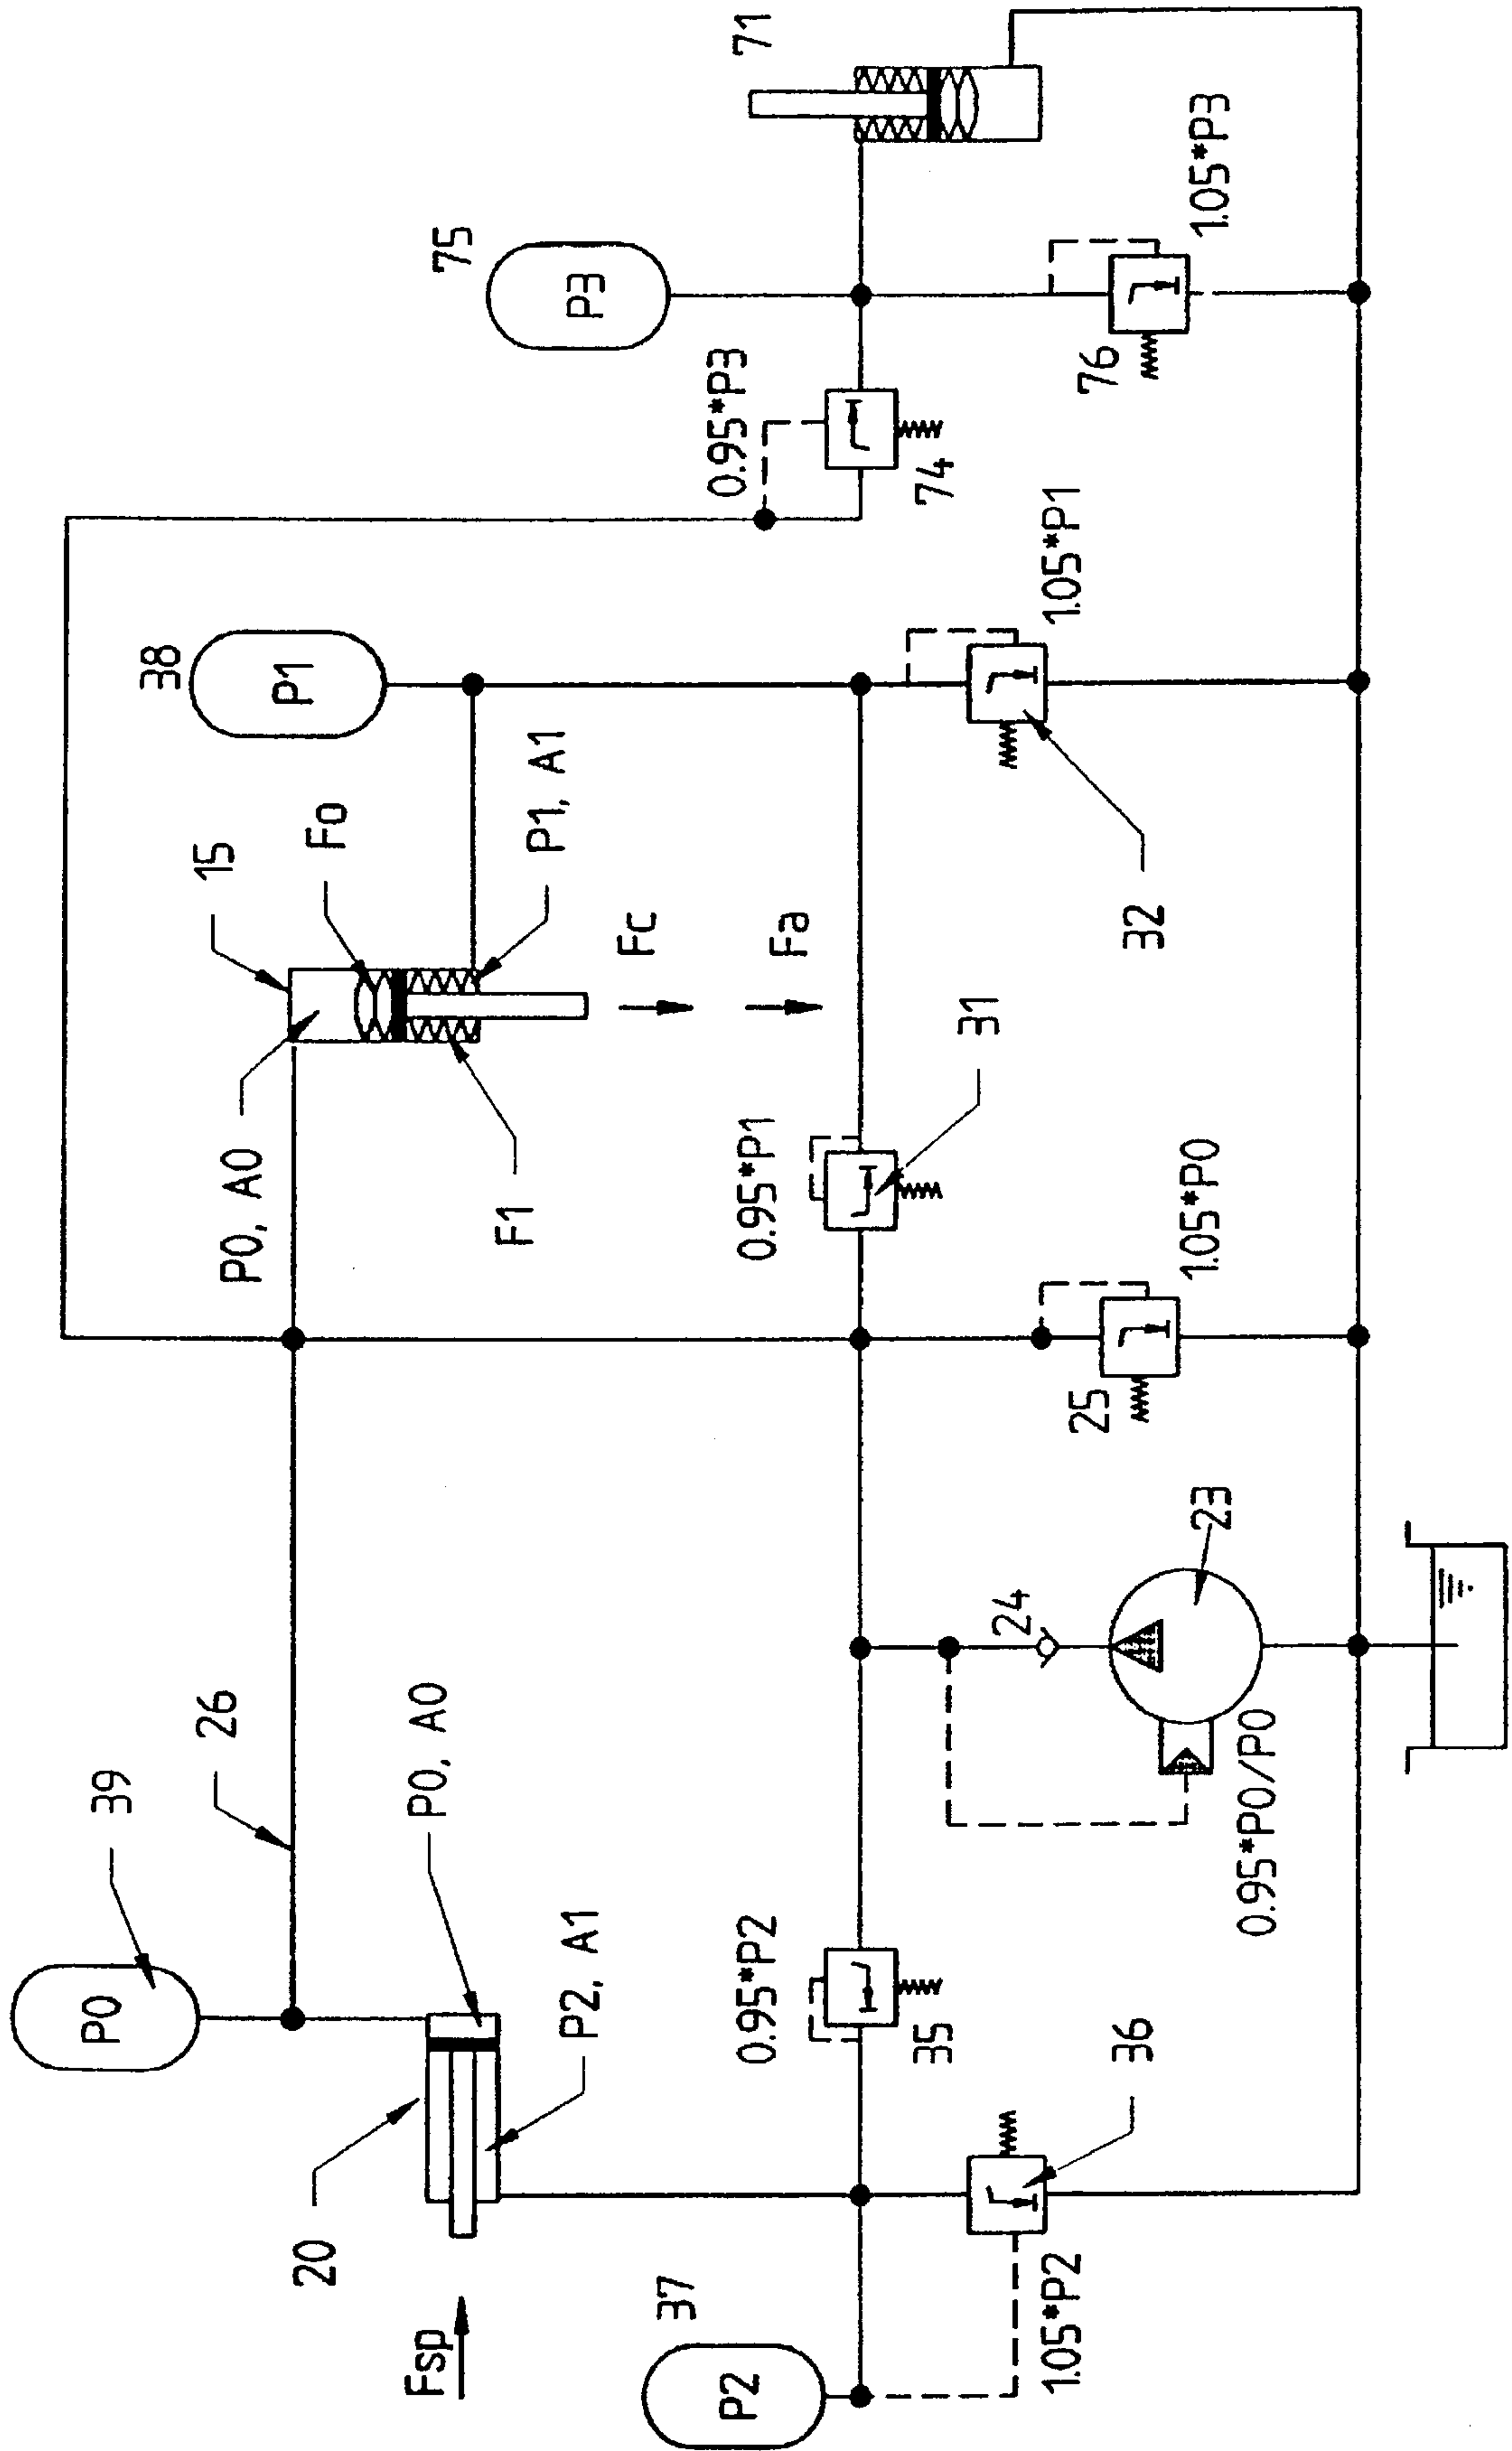 P0
39
38
26
15
P0, A0
P1
20
Fo
Fsp
P0, A0
75
F1
P1, A1
P2, A1
P3
Fc
37
0.95*P3
P2
0.95*P2
0.95*P1
71
Fa
35
74
31
24
1.05*P2
1.05*P1
25
76
36
32
23
1.05*P0
1.05*P3
0.95*P0/P0